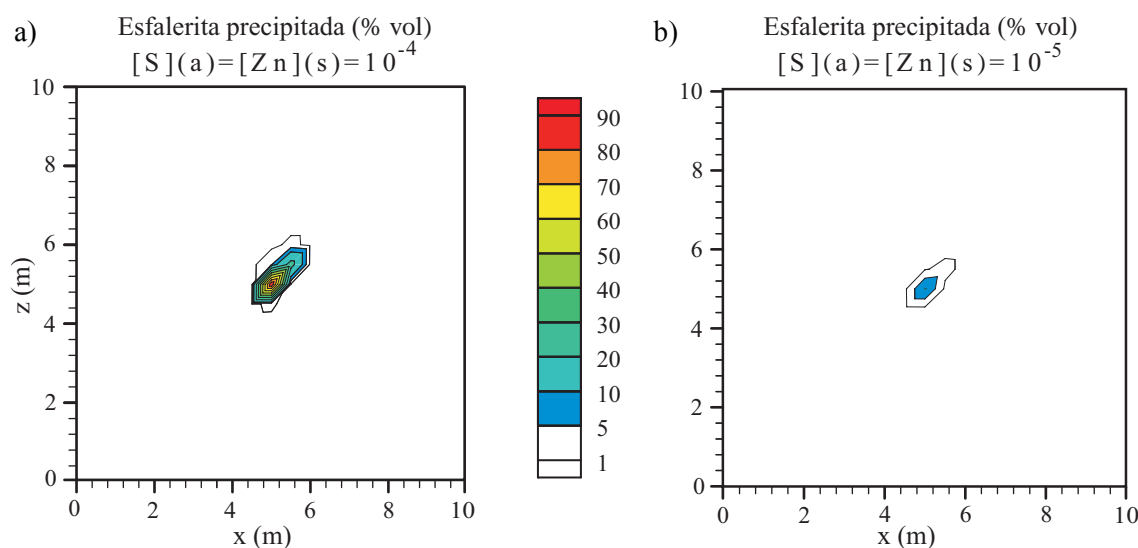 a)
Esfalerita precipitada (% vol)
[S](a)=[Zn](s)=10-4
10
8
6
4
2
0
z (m)
0 2 4 6 8 10
x (m)
90
80
70
60
50
40
30
20
10
5
1
b)
Esfalerita precipitada (% vol)
[S](a)=[Zn](s)=10-5
10
8
6
4
2
0
0 2 4 6 8 10
x (m)